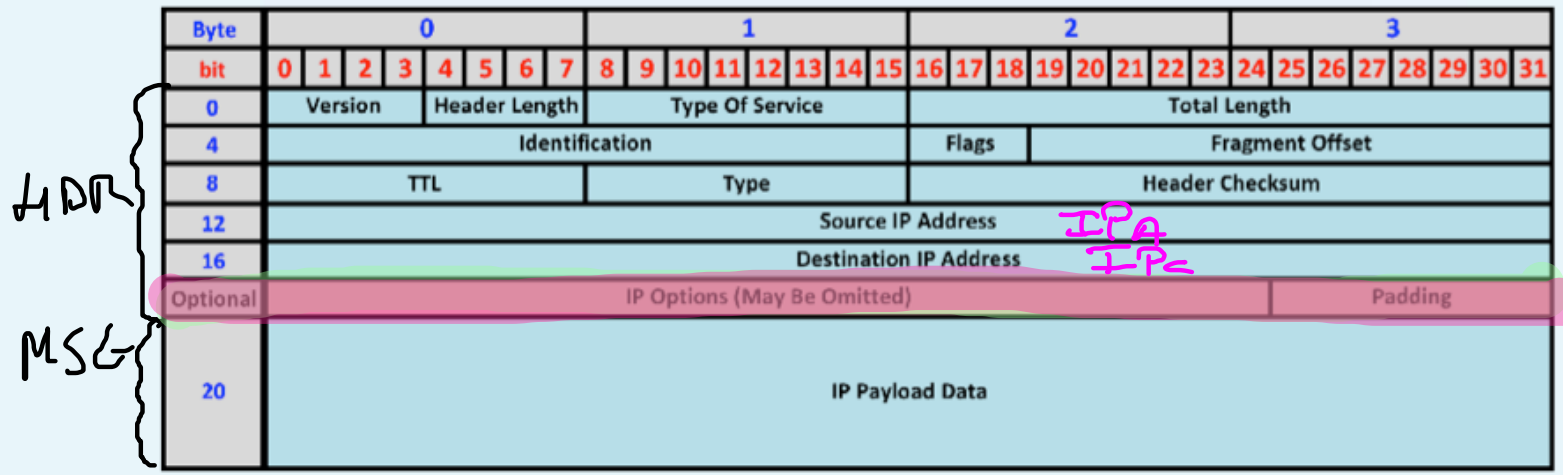 Byte 0 1 2 3
bit 0 1 2 3 4 5 6 7 8 9 10 11 12 13 14 15 16 17 18 19 20 21 22 23 24 25 26 27 28 29 30 31
0 Version Header Length Type Of Service Total Length
4 Identification Flags Fragment Offset
8 TTL Type Header Checksum
HDR
12 Source IP Address IPA
16 Destination IP Address IPC
Optional IP Options (May Be Omitted) Padding
MSG
20 IP Payload Data